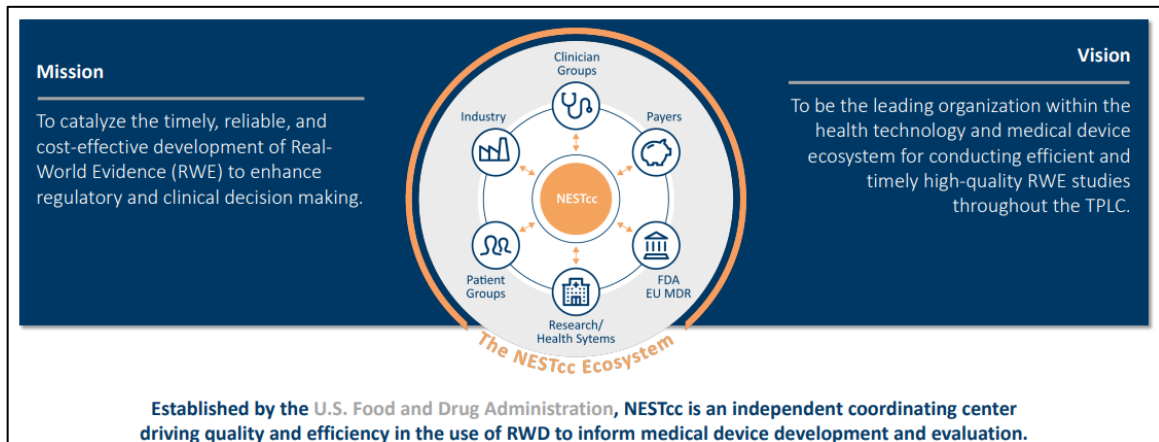 Mission
To catalyze the timely, reliable, and
cost-effective development of Real-
World Evidence (RWE) to enhance
regulatory and clinical decision making.
Clinician
Groups
Industry
Payers
NESTcc
Patient
Groups
FDA
EU MDR
Research/
Health Sytems
The NESTcc Ecosystem
Vision
To be the leading organization within the
health technology and medical device
ecosystem for conducting efficient and
timely high-quality RWE studies
throughout the TPLC.
Established by the U.S. Food and Drug Administration, NESTcc is an independent coordinating center
driving quality and efficiency in the use of RWD to inform medical device development and evaluation.